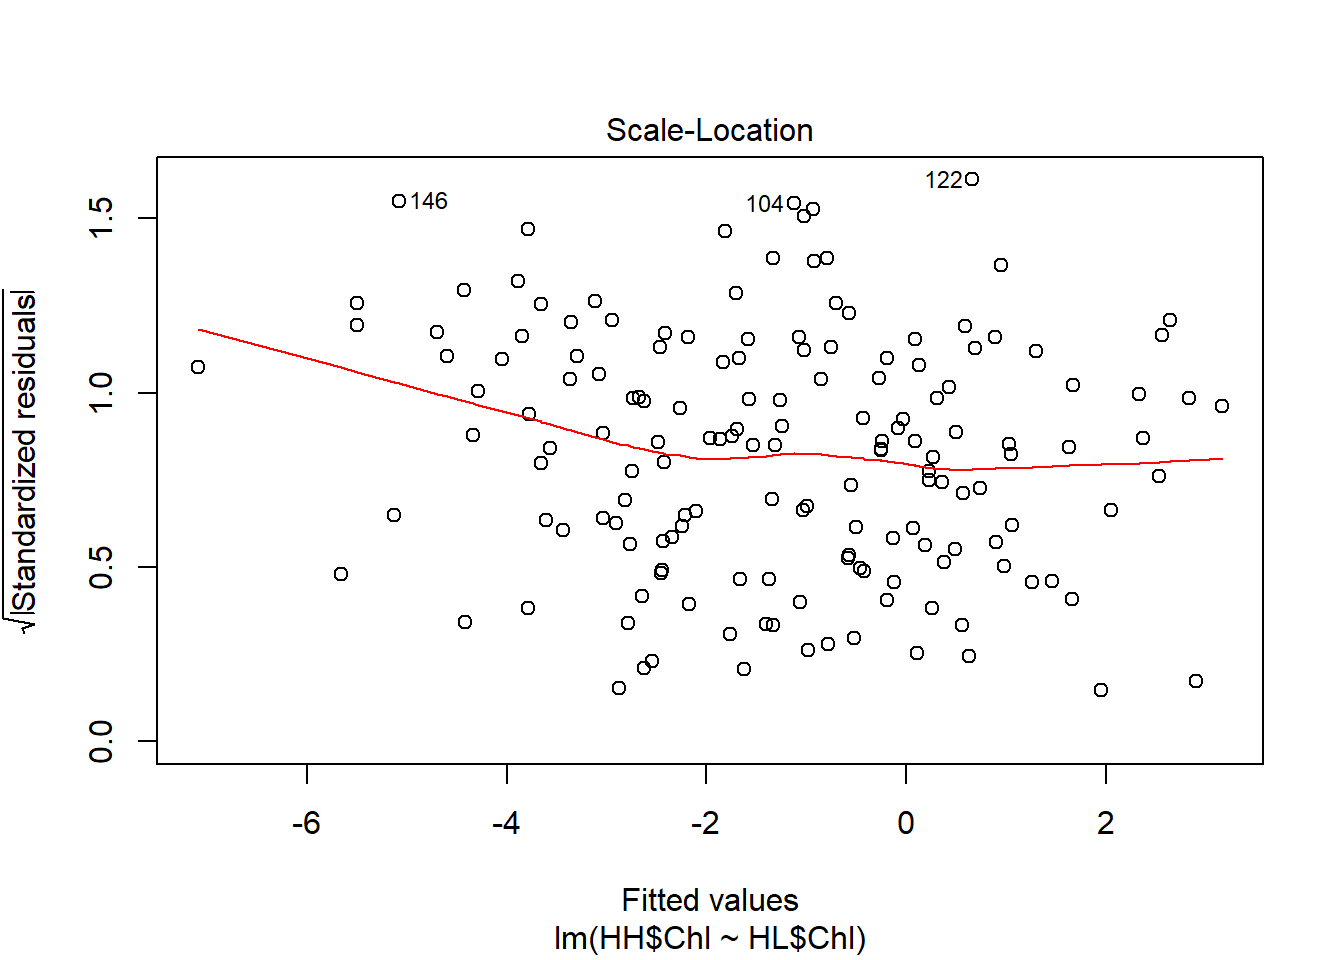 Scale-Location
122
146
104
1.5
1.0
0.5
0.0
√|Standardized residuals|
-6 -4 -2 0 2
Fitted values
lm(HH$Chl ~ HL$Chl)